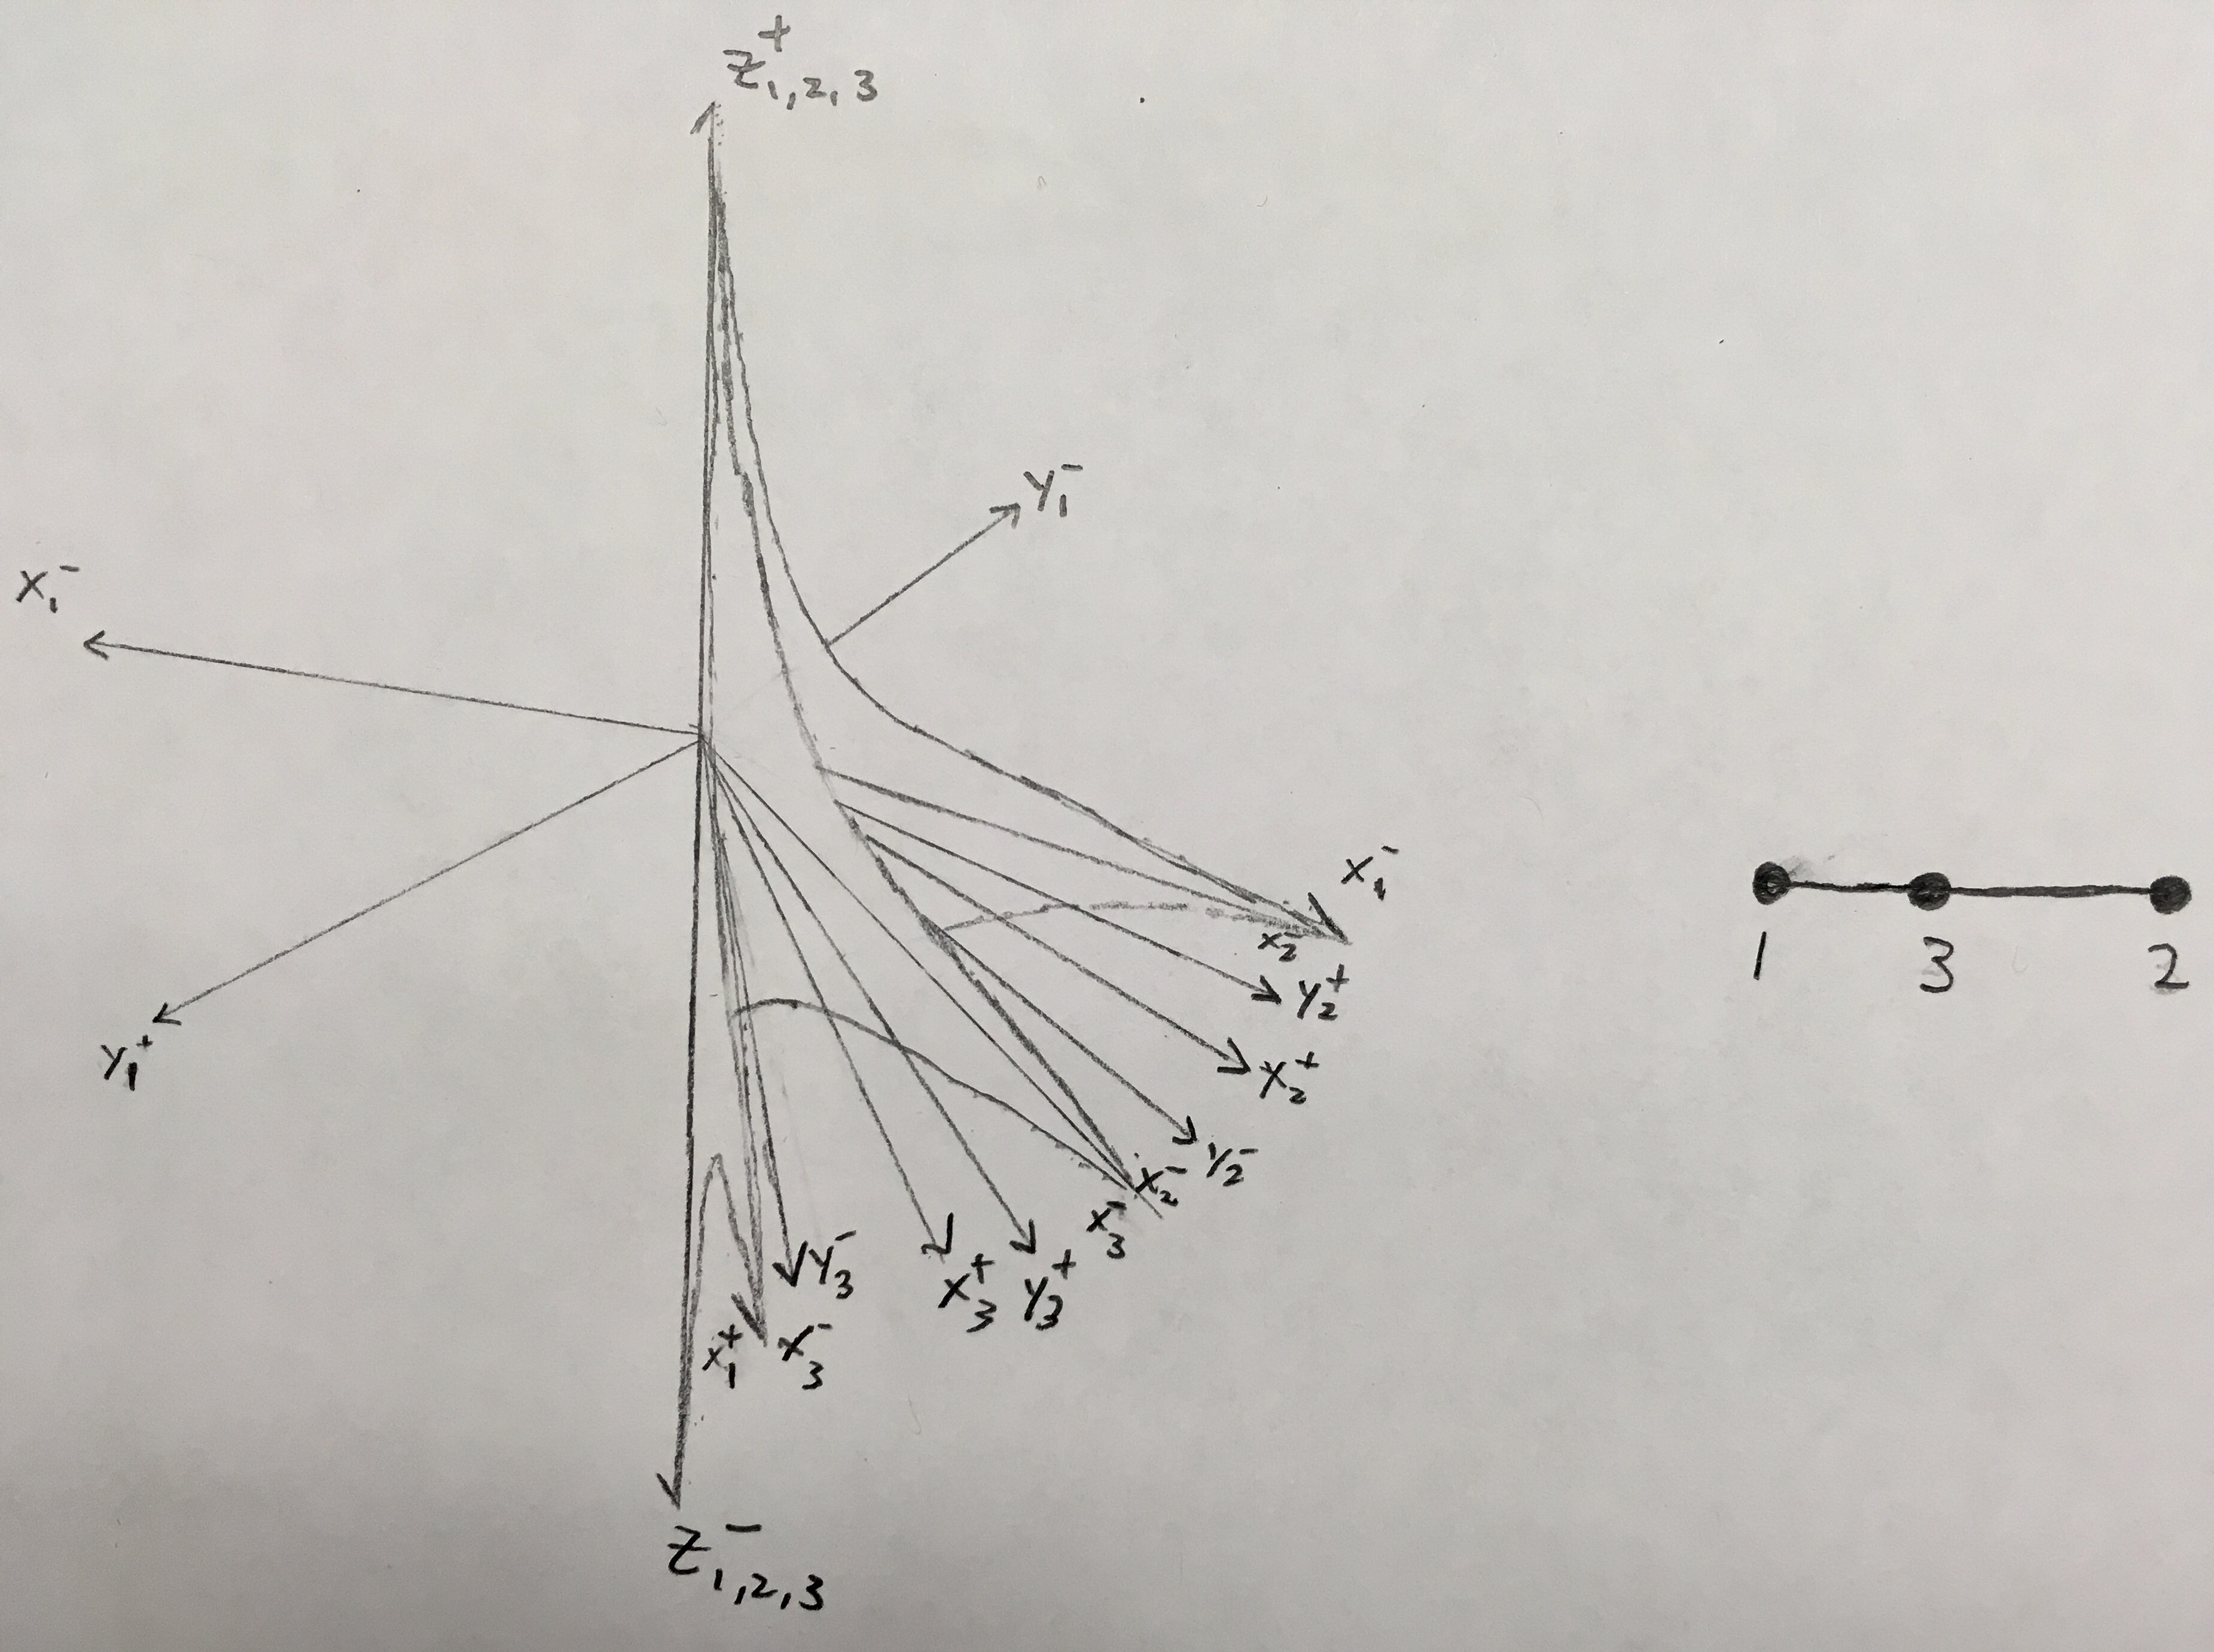 z⁺₁,₂,₃
y₁⁻
x₁⁻
x₁⁻
x₂⁻
y₂⁺
y₁⁺
x₂⁺
y₂⁻
x₂⁻
x₃⁻
y₃⁻
x₃⁺
y₃⁺
x₁⁺
x₃⁻
z⁻₁,₂,₃
1 3 2